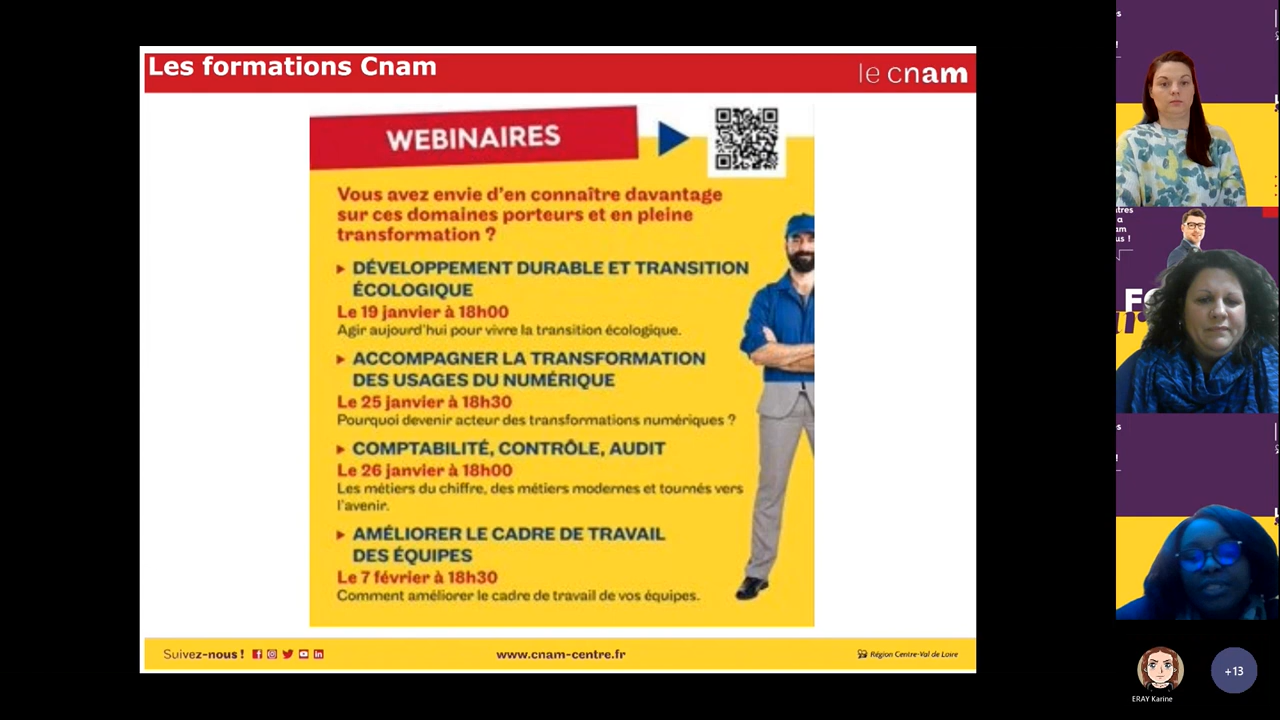 Les formations Cnam
le cnam
WEBINAIRES
Vous avez envie d'en connaître davantage
sur ces domaines porteurs et en pleine
transformation ?
DÉVELOPPEMENT DURABLE ET TRANSITION
ÉCOLOGIQUE
Le 19 janvier à 18h00
Agir aujourd'hui pour vivre la transition écologique.
ACCOMPAGNER LA TRANSFORMATION
DES USAGES DU NUMÉRIQUE
Le 25 janvier à 18h30
Pourquoi devenir acteur des transformations numériques ?
COMPTABILITÉ, CONTRÔLE, AUDIT
Le 26 janvier à 18h00
Les métiers du chiffre, des métiers modernes et tournés vers
l'avenir.
AMÉLIORER LE CADRE DE TRAVAIL
DES ÉQUIPES
Le 7 février à 18h30
Comment améliorer le cadre de travail de vos équipes.
Suivez-nous !
www.cnam-centre.fr
Région Centre-Val de Loire
ERAY Karine
+13